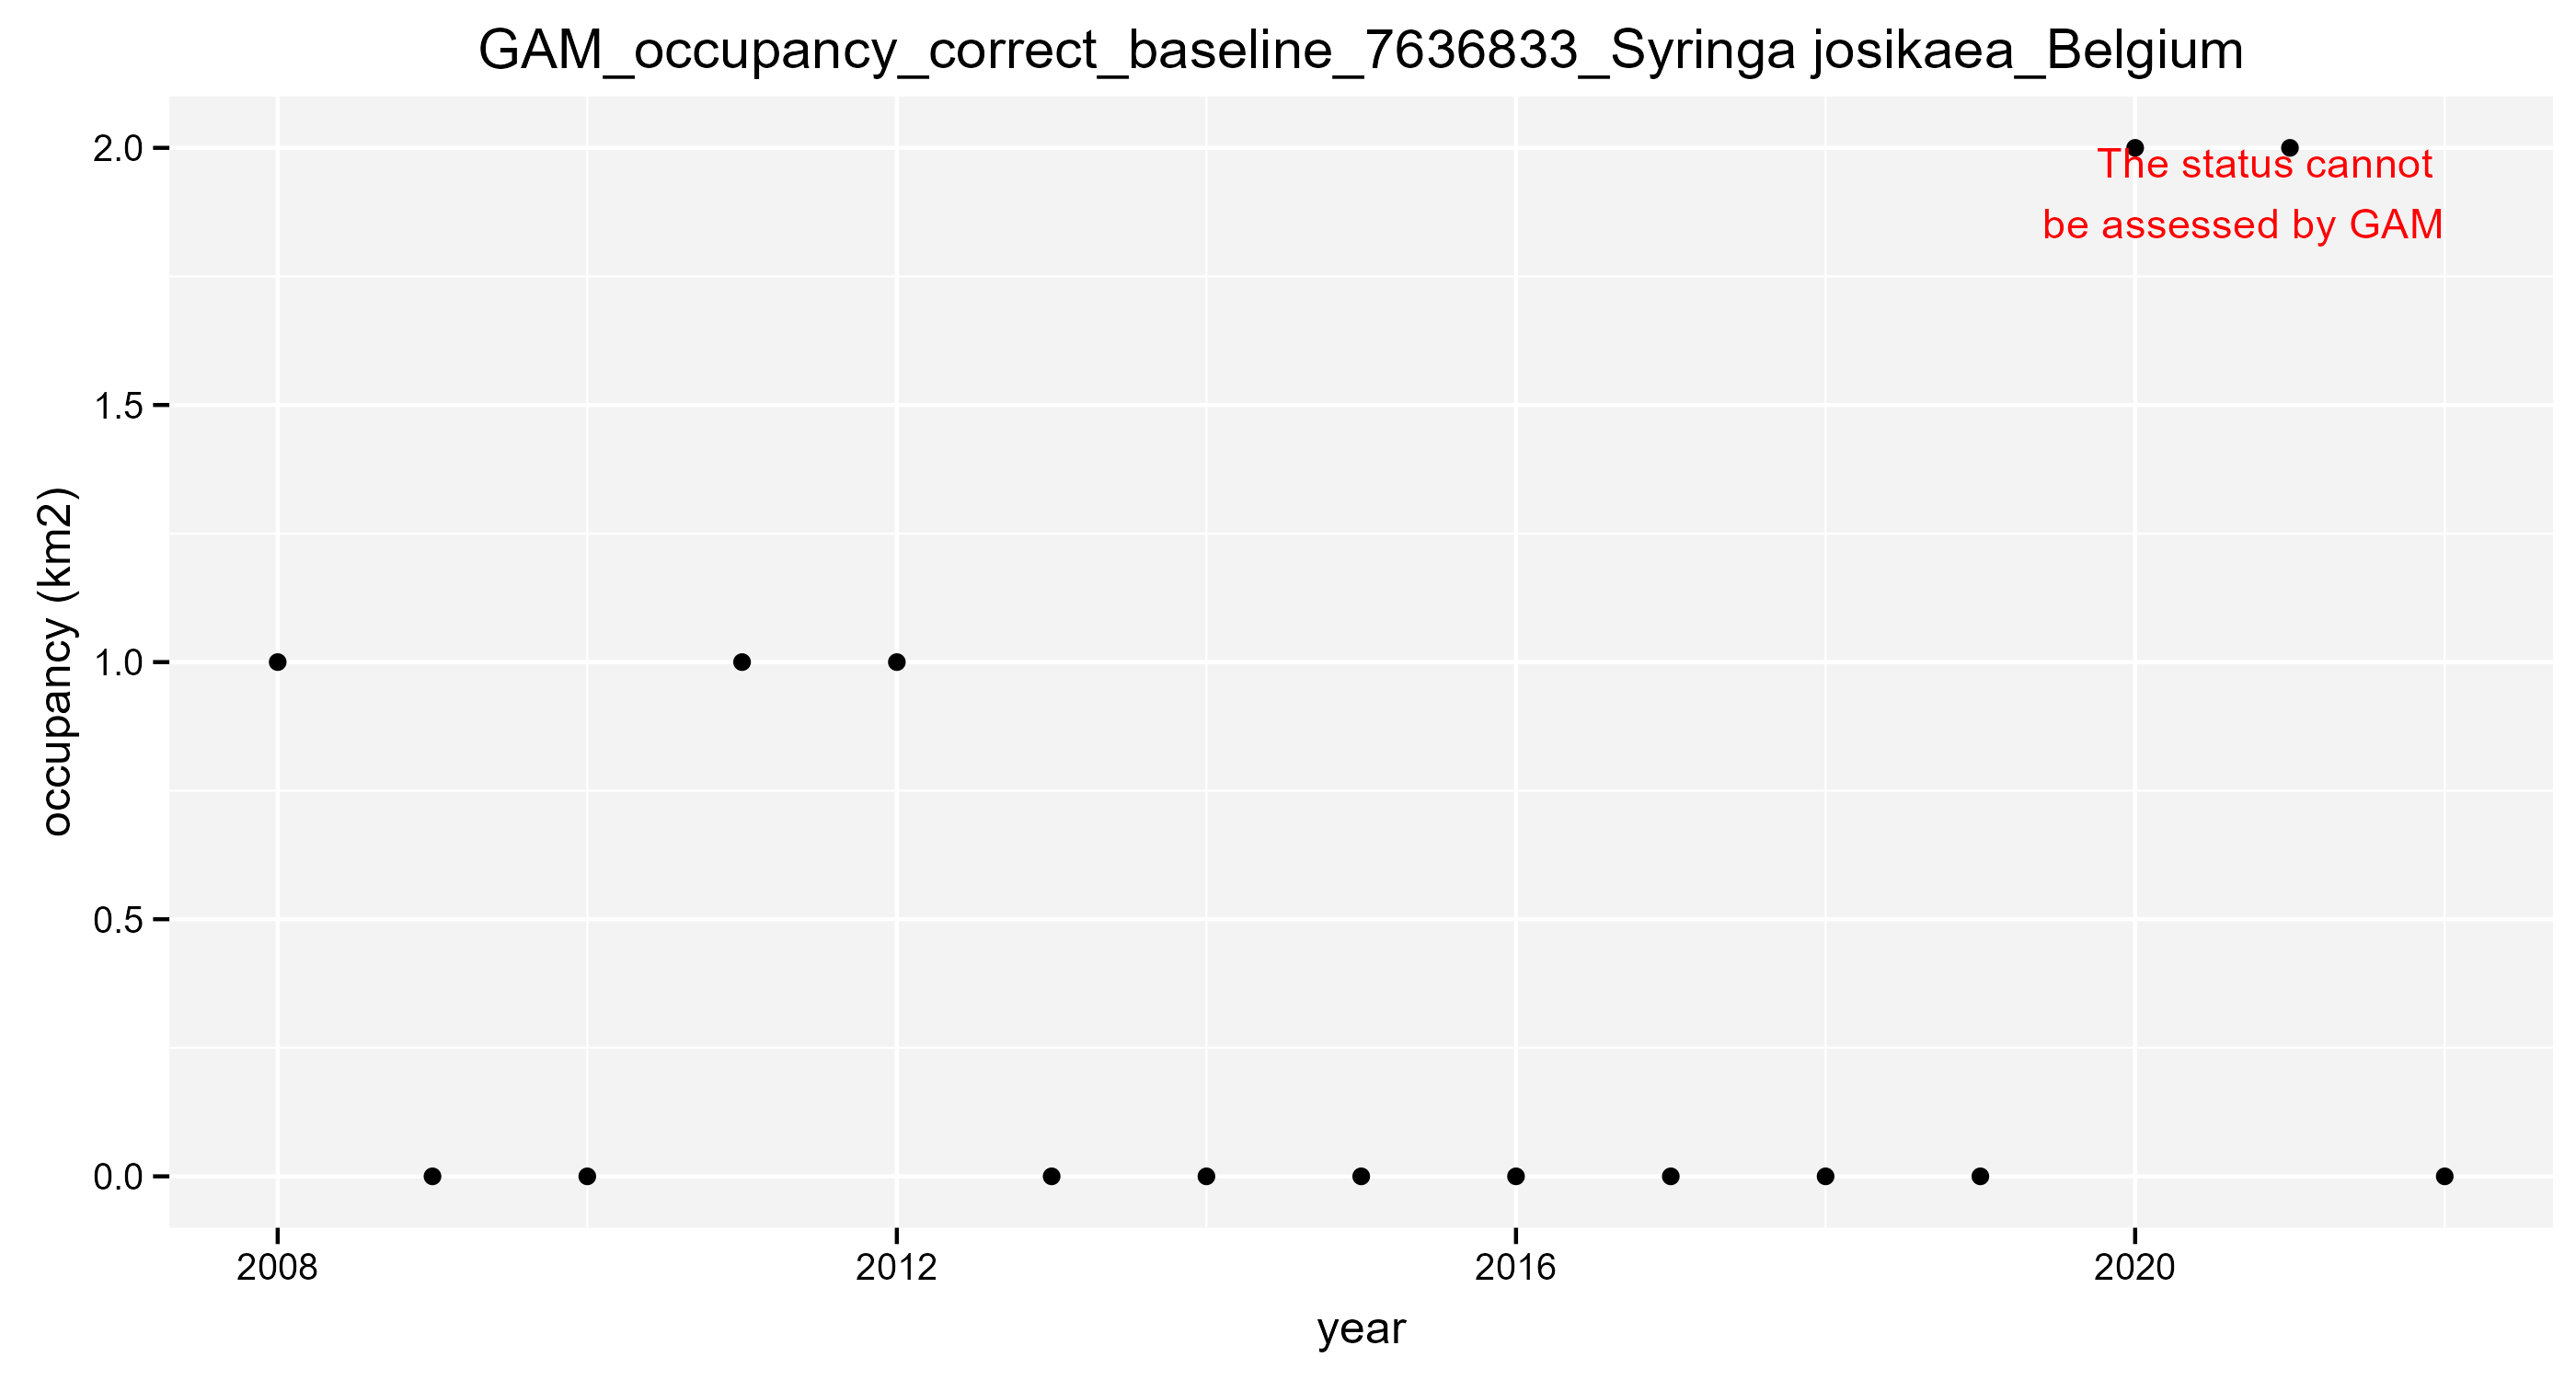 GAM_occupancy_correct_baseline_7636833_Syringa josikaea_Belgium
2.0
The status cannot
be assessed by GAM
1.5
occupancy (km2)
1.0
0.5
0.0
2008 2012 2016 2020
year